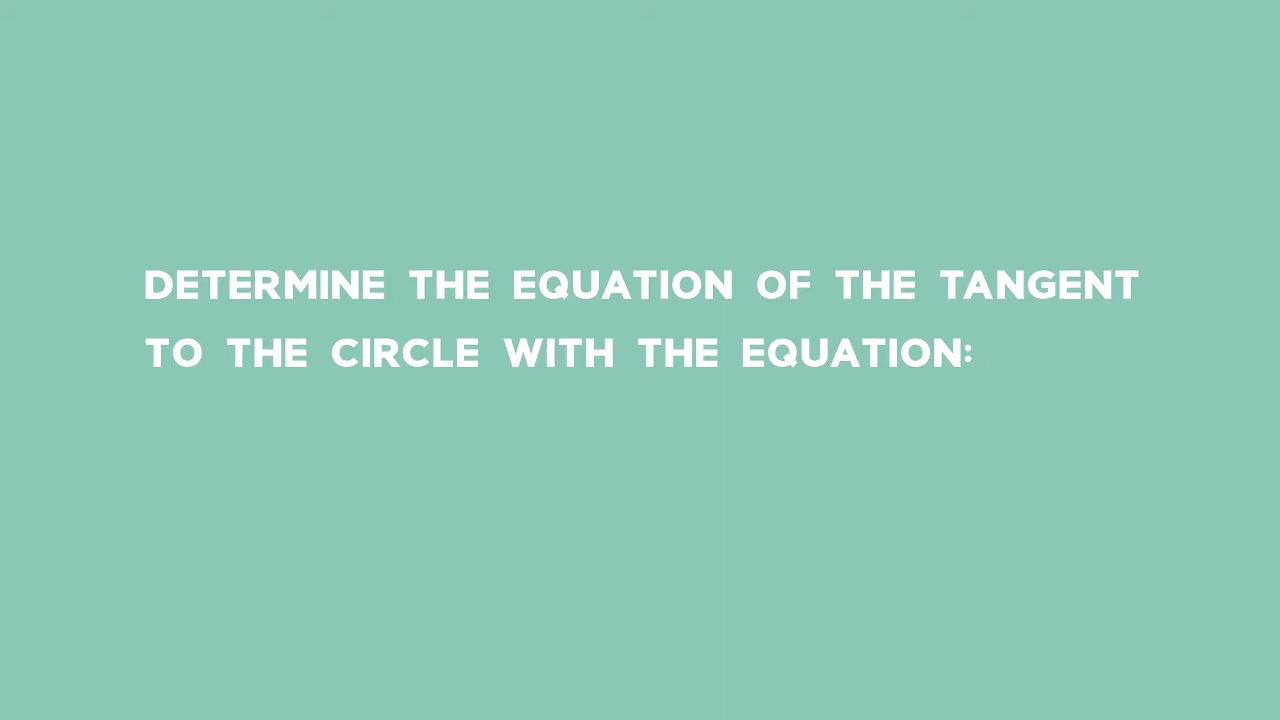 DETERMINE THE EQUATION OF THE TANGENT
TO THE CIRCLE WITH THE EQUATION: